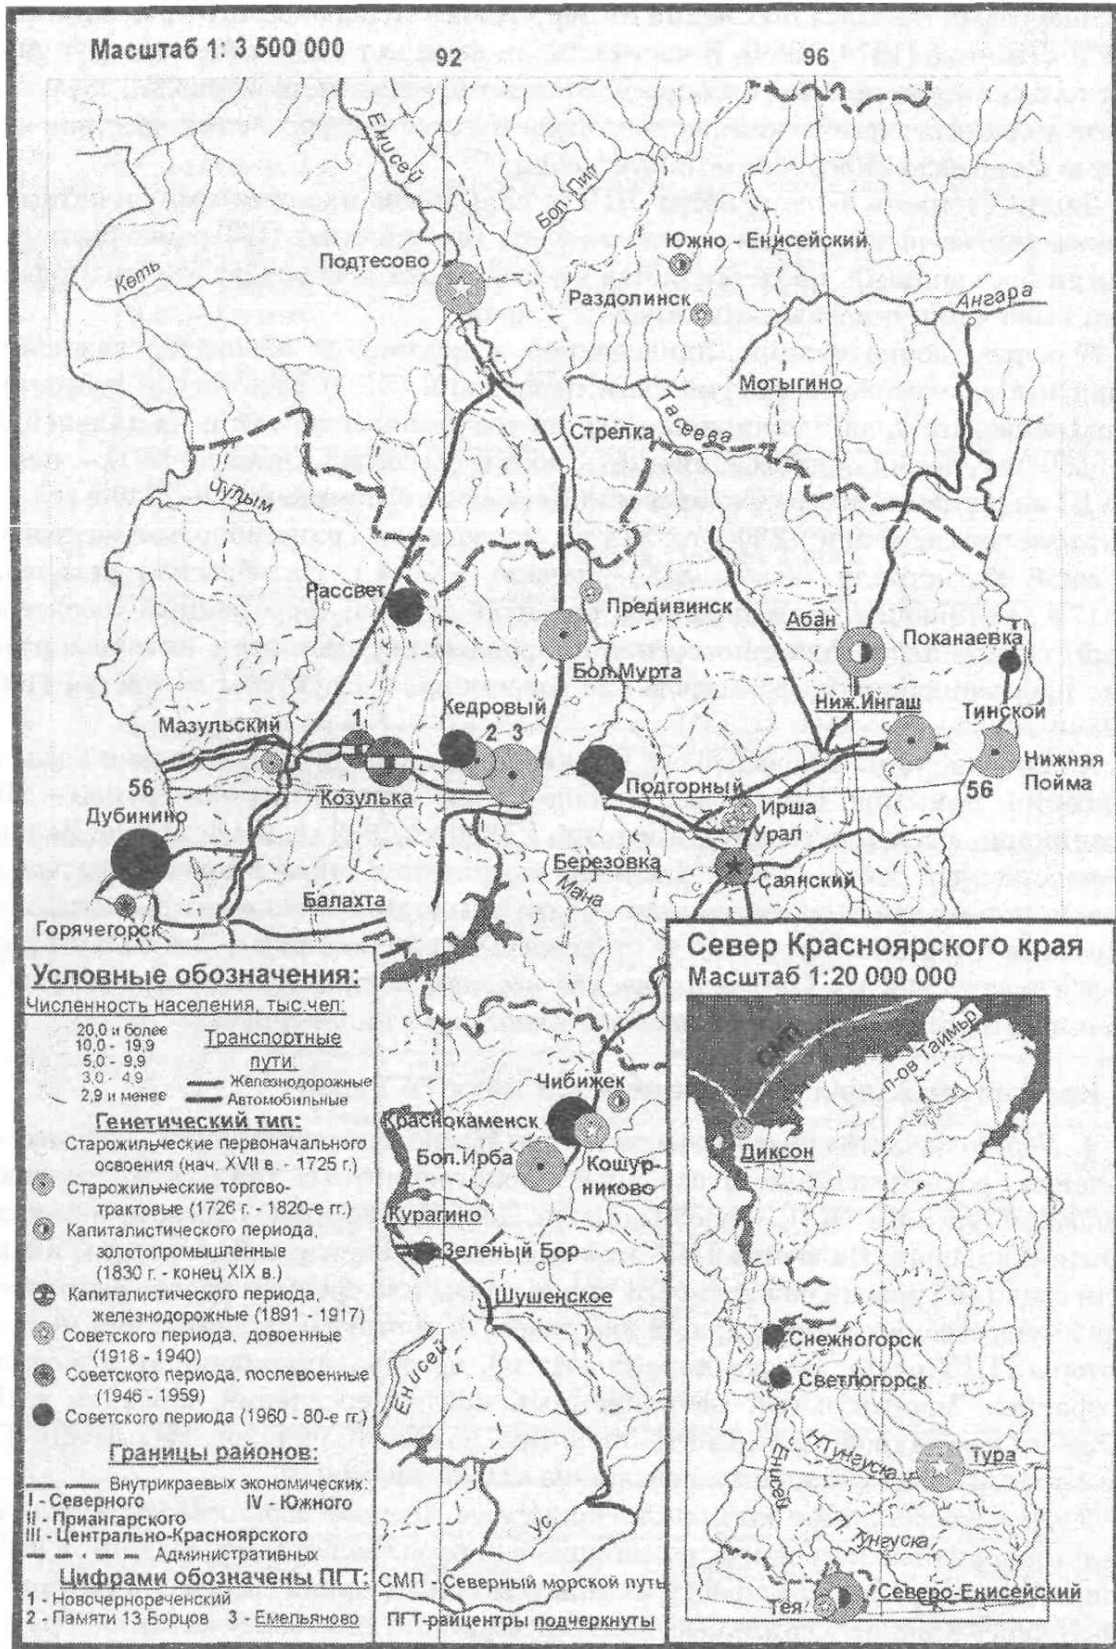 Масштаб 1: 3 500 000
92
96
Енисей
Бол. Пит
Южно - Енисейский
Подтесово
Кеть
Раздолинск
Ангара
Мотыгино
Тасеева
Стрелка
Чулым
Рассвет
Предивинск
Абан
Поканаевка
Бол.Мурта
Ниж.Ингаш
Тинской
Мазульский
1
Кедровый
2 3
Нижняя
Пойма
56
Козулька
Подгорный
56
Ирша
Дубинино
Урал
Березовка
Саянский
Мана
Балахта
Горячегорск
Чибижек
Краснокаменск
Бол.Ирба
Кошур-
никово
Курагино
Зеленый Бор
Шушенское
Енисей
Ус
СМП - Северный морской путь
ПГТ-райцентры подчеркнуты
Условные обозначения:
Численность населения, тыс.чел:
20,0 и более
10,0 - 19,9
5,0 - 9,9
3,0 - 4,9
2,9 и менее
Транспортные
пути:
Железнодорожные
Автомобильные
Генетический тип:
Старожильческие первоначального
освоения (нач. XVII в. - 1725 г.)
Старожильческие торгово-
трактовые (1726 г. - 1820-е гг.)
Капиталистического периода,
золотопромышленные
(1830 г. - конец XIX в.)
Капиталистического периода,
железнодорожные (1891 - 1917)
Советского периода, довоенные
(1918 - 1940)
Советского периода, послевоенные
(1946 - 1959)
Советского периода (1960 - 80-е гг.)
Границы районов:
Внутрикраевых экономических:
I - Северного IV - Южного
II - Приангарского
III - Центрально-Красноярского
Административных
Цифрами обозначены ПГТ:
1 - Новочернореченский
2 - Памяти 13 Борцов 3 - Емельяново
Север Красноярского края
Масштаб 1:20 000 000
СМП
п-ов Таймыр
Диксон
Снежногорск
Светлогорск
Н.Тунгуска
Тура
Енисей
П. Тунгуска
Северо-Енисейский
Тея